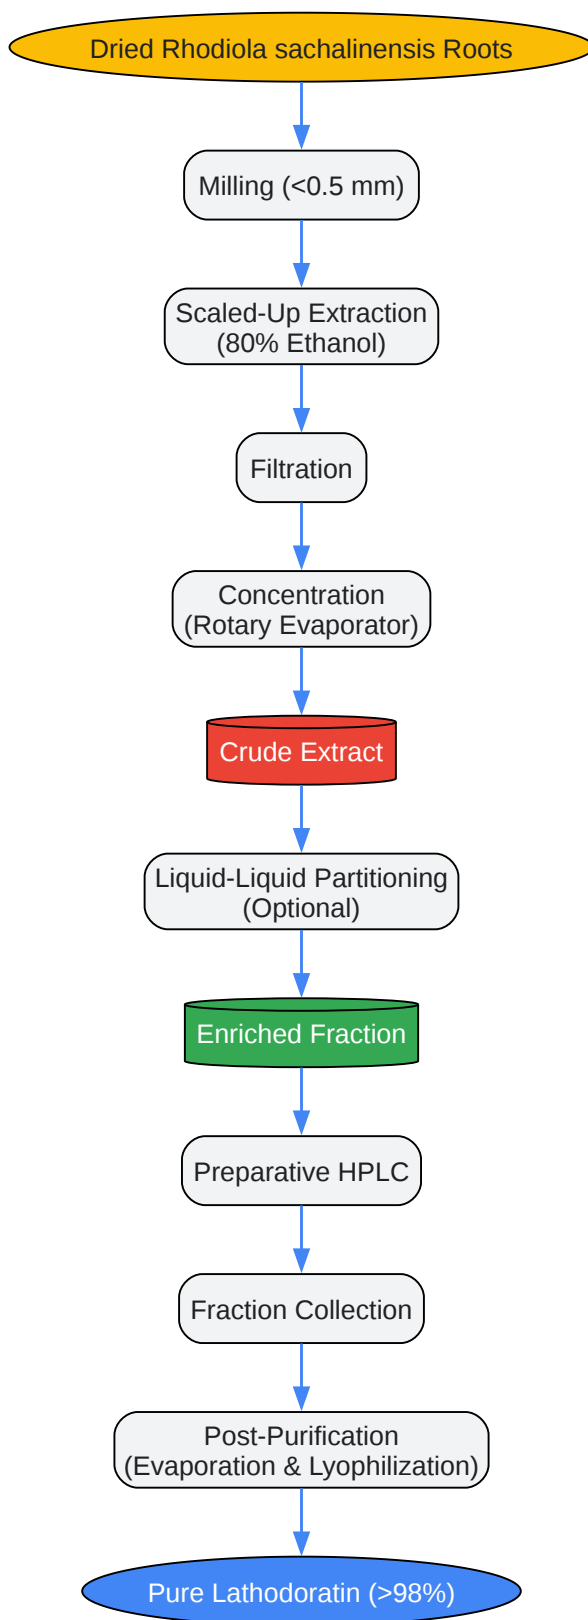 Dried Rhodiola sachalinensis Roots
Milling (<0.5 mm)
Scaled-Up Extraction
(80% Ethanol)
Filtration
Concentration
(Rotary Evaporator)
Crude Extract
Liquid-Liquid Partitioning
(Optional)
Enriched Fraction
Preparative HPLC
Fraction Collection
Post-Purification
(Evaporation & Lyophilization)
Pure Lathodoratin (>98%)